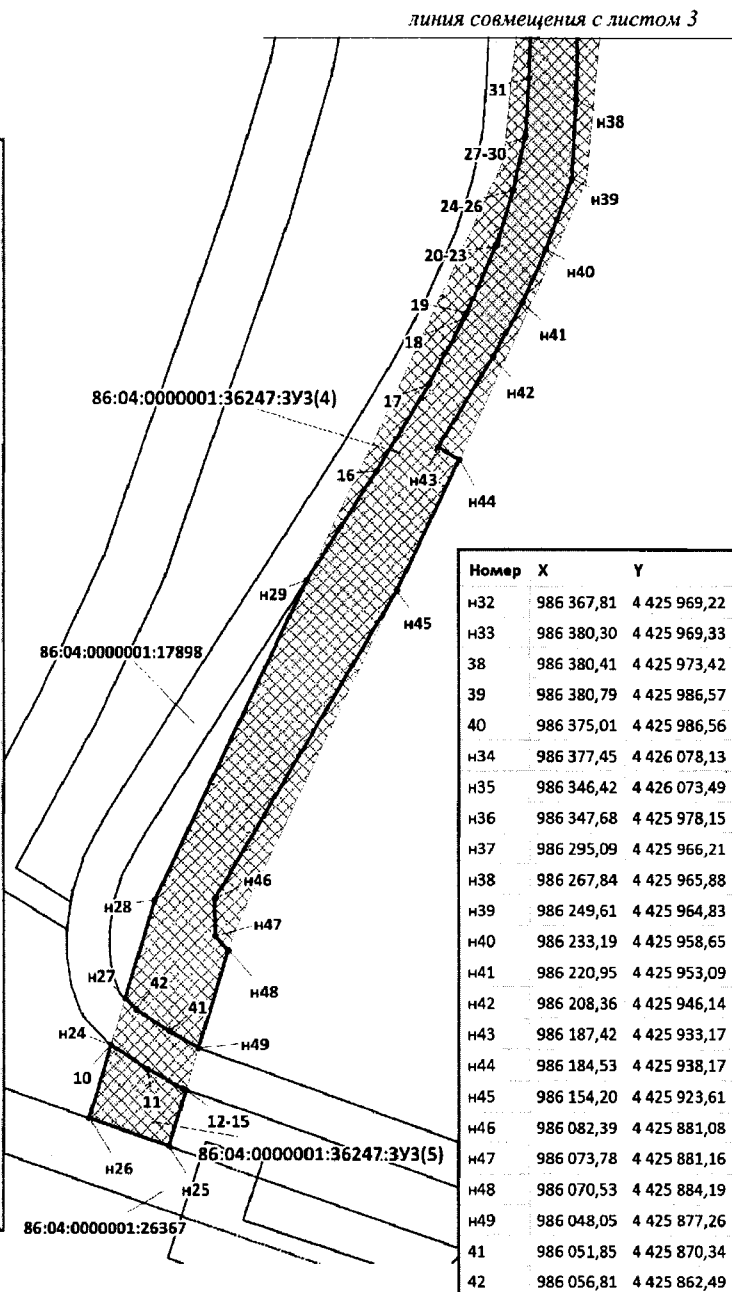 линия совмещения с листом 3
31
н38
27-30
24-26
н39
20-23
н40
19
н41
18
86:04:0000001:36247:ЗУ3(4)
17
н42
16
н43
н44
н29
н45
86:04:0000001:17898
н46
н28
н47
н27
42
41
н48
н24
н49
10
11
12-15
86:04:0000001:36247:ЗУ3(5)
н26
н25
86:04:0000001:26367
Номер X Y
н32 986 367,81 4 425 969,22
н33 986 380,30 4 425 969,33
38 986 380,41 4 425 973,42
39 986 380,79 4 425 986,57
40 986 375,01 4 425 986,56
н34 986 377,45 4 426 078,13
н35 986 346,42 4 426 073,49
н36 986 347,68 4 425 978,15
н37 986 295,09 4 425 966,21
н38 986 267,84 4 425 965,88
н39 986 249,61 4 425 964,83
н40 986 233,19 4 425 958,65
н41 986 220,95 4 425 953,09
н42 986 208,36 4 425 946,14
н43 986 187,42 4 425 933,17
н44 986 184,53 4 425 938,17
н45 986 154,20 4 425 923,61
н46 986 082,39 4 425 881,08
н47 986 073,78 4 425 881,16
н48 986 070,53 4 425 884,19
н49 986 048,05 4 425 877,26
41 986 051,85 4 425 870,34
42 986 056,81 4 425 862,49